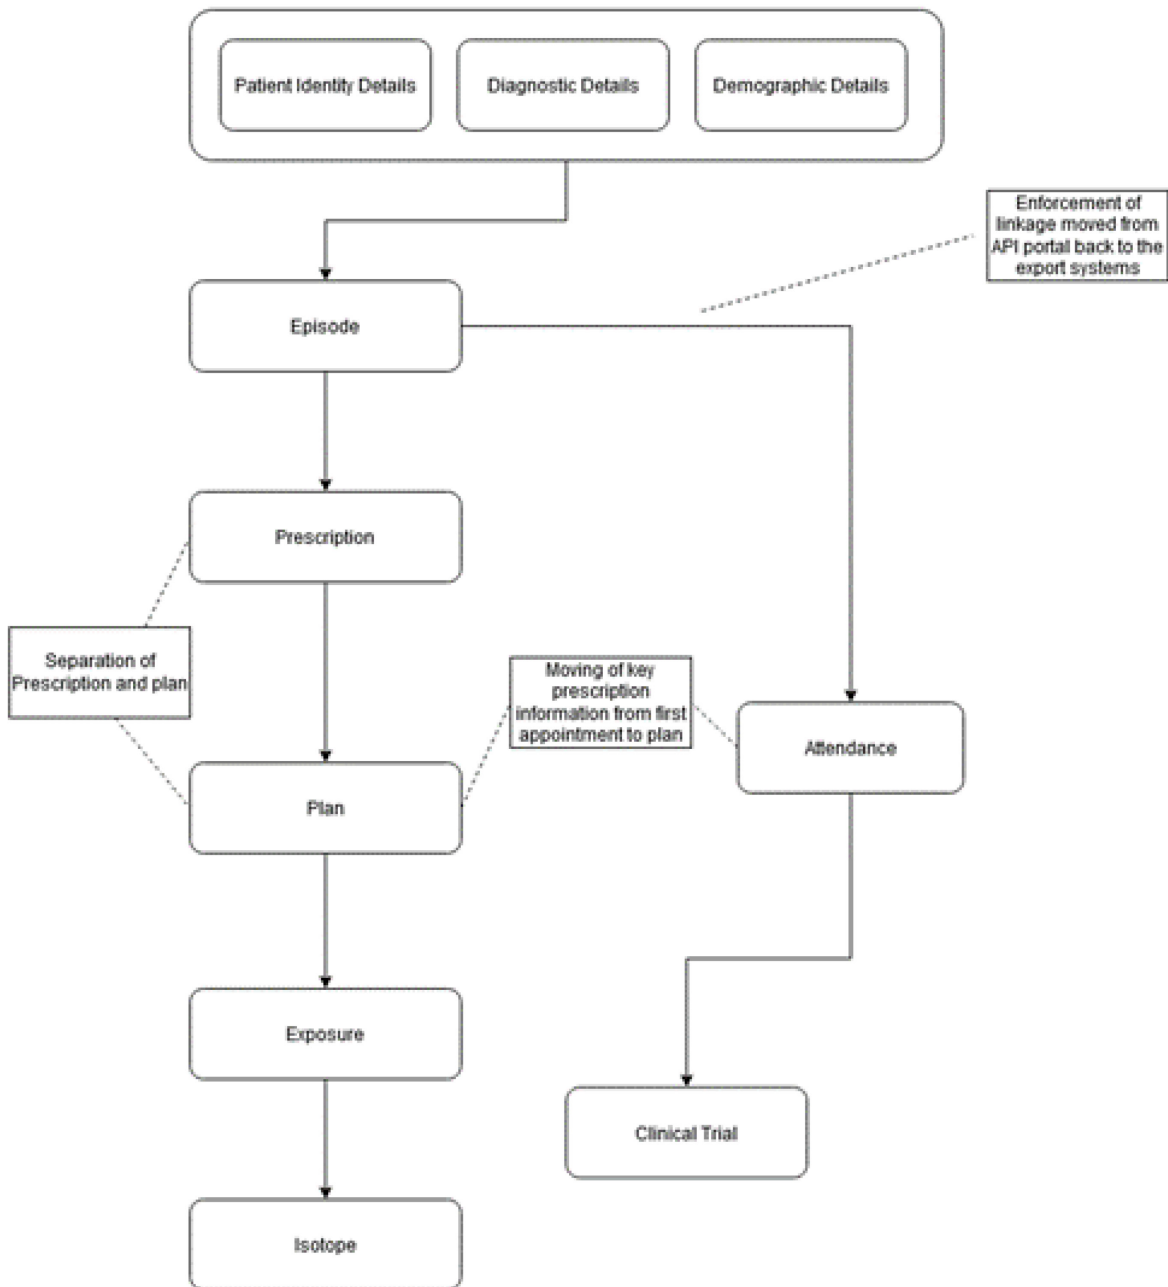 Patient Identity Details
Diagnostic Details
Demographic Details
Enforcement of
linkage moved from
API portal back to the
export systems
Episode
Prescription
Separation of
Prescription and plan
Moving of key
prescription
information from first
appointment to plan
Attendance
Plan
Exposure
Clinical Trial
Isotope